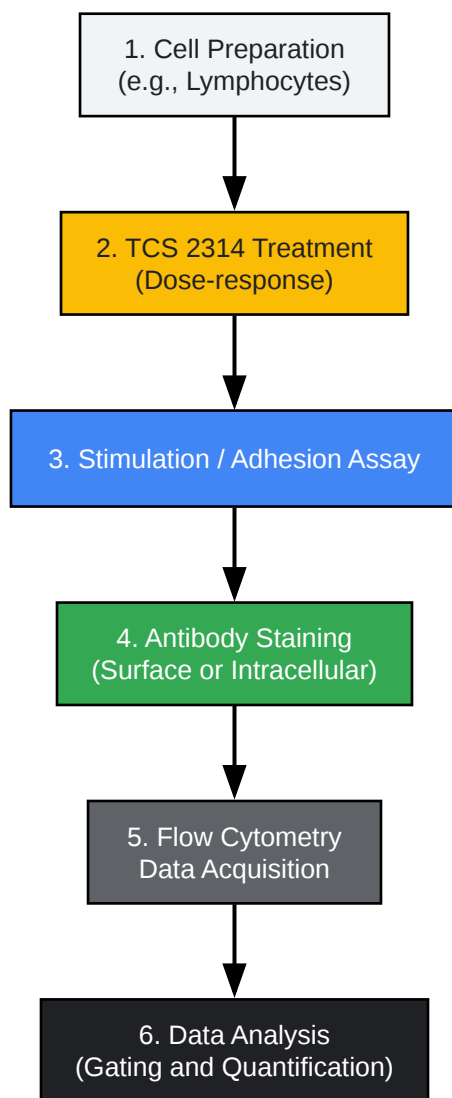 1. Cell Preparation
(e.g., Lymphocytes)
2. TCS 2314 Treatment
(Dose-response)
3. Stimulation / Adhesion Assay
4. Antibody Staining
(Surface or Intracellular)
5. Flow Cytometry
Data Acquisition
6. Data Analysis
(Gating and Quantification)